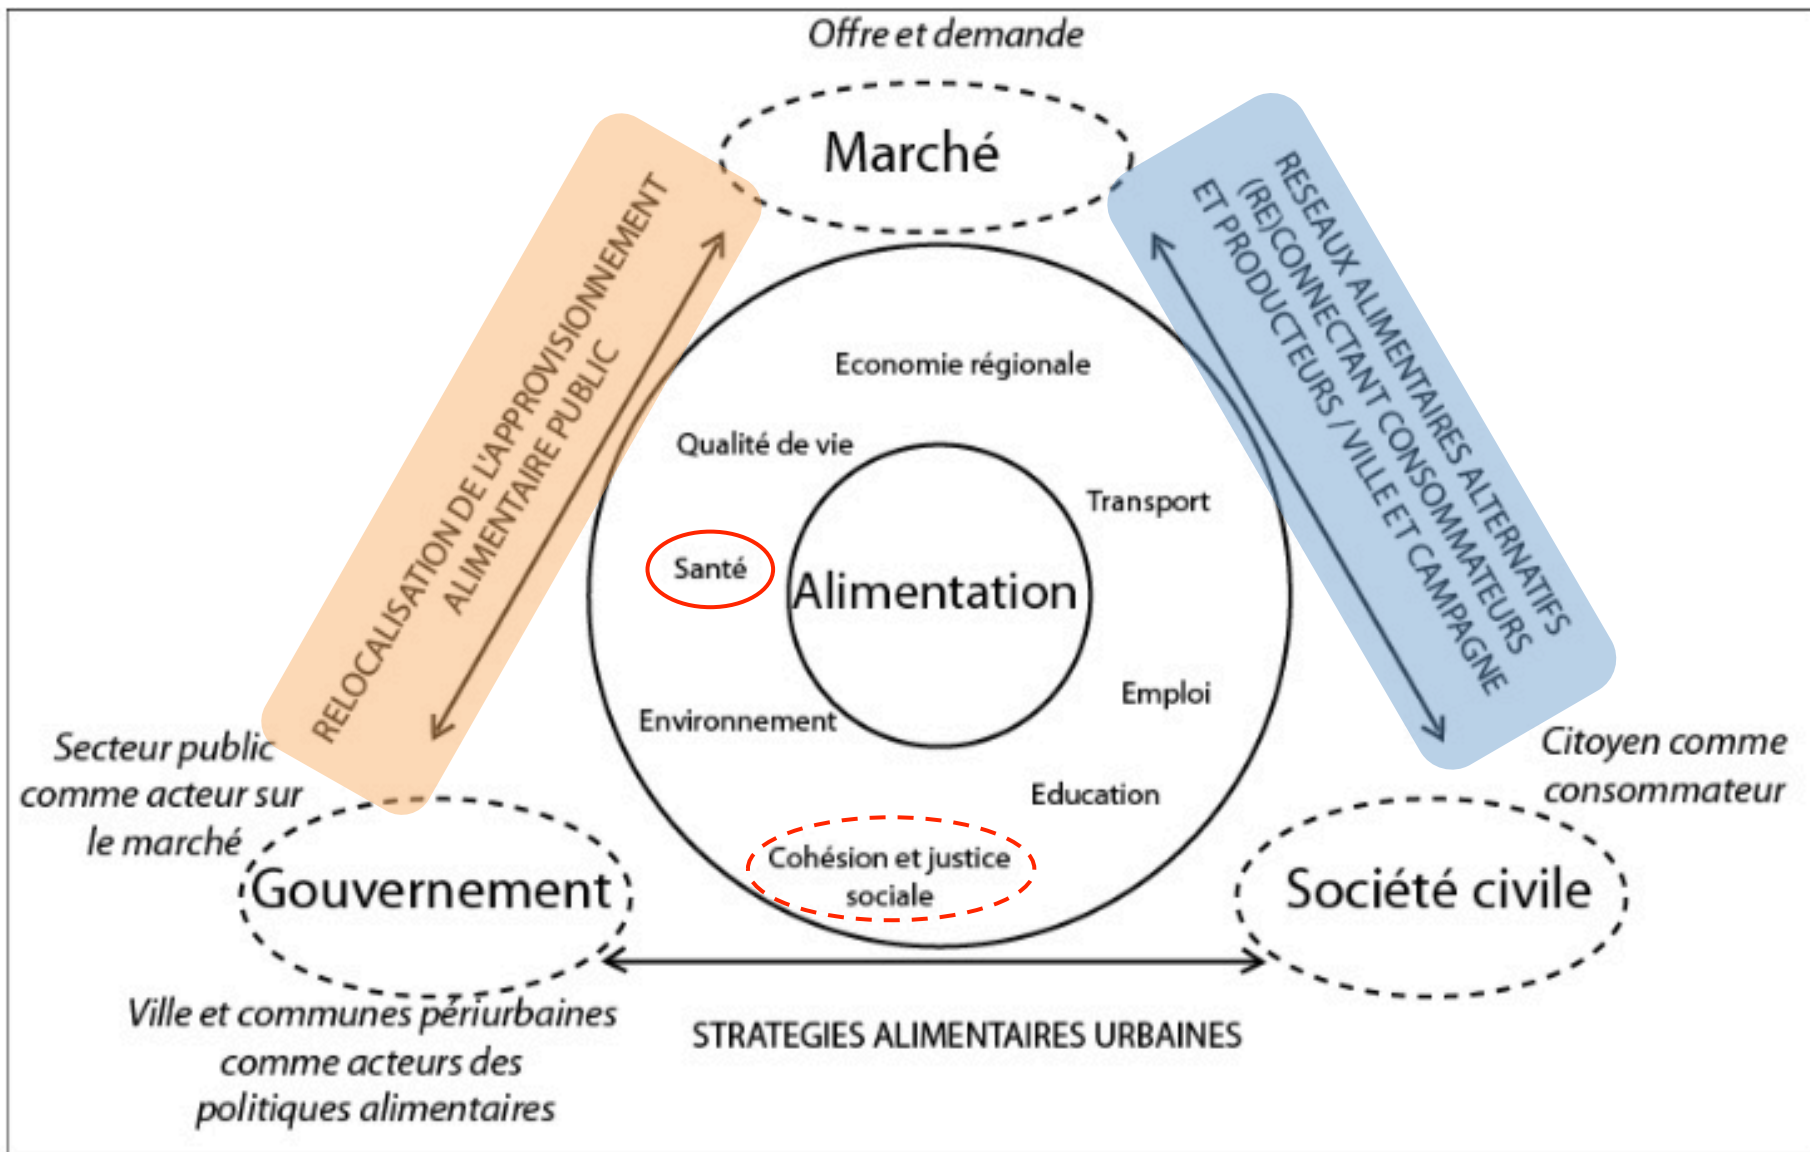 Offre et demande
Marché
RELOCALISATION DE L'APPROVISIONNEMENT
ALIMENTAIRE PUBLIC
RESEAUX ALIMENTAIRES ALTERNATIFS
(RE)CONNECTANT CONSOMMATEURS
ET PRODUCTEURS / VILLE ET CAMPAGNE
Economie régionale
Qualité de vie
Transport
Santé
Alimentation
Emploi
Environnement
Education
Cohésion et justice
sociale
Secteur public
comme acteur sur
le marché
Gouvernement
Ville et communes périurbaines
comme acteurs des
politiques alimentaires
Citoyen comme
consommateur
Société civile
STRATEGIES ALIMENTAIRES URBAINES